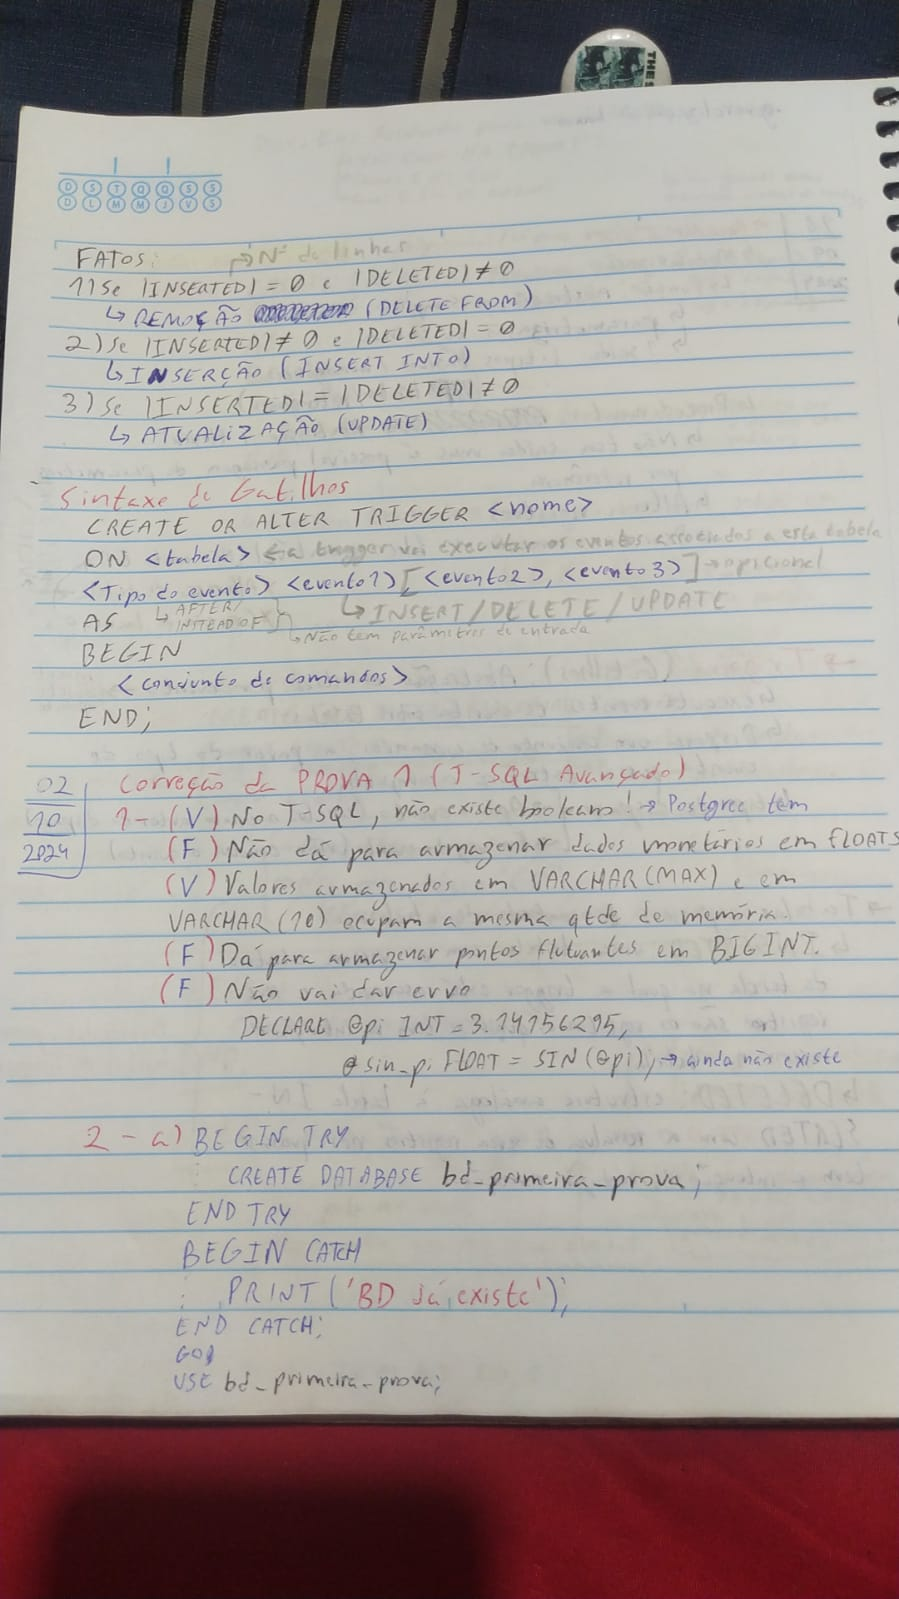 THE S
D S T Q Q S S
D L M M J V S
FATOS: ↱ Nº de linhas
1) Se |INSERTED| = ∅ e |DELETED| ≠ ∅
↳ REMOÇÃO (DELETE FROM)
2) Se |INSERTED| ≠ ∅ e |DELETED| = ∅
↳ INSERÇÃO (INSERT INTO)
3) Se |INSERTED| = |DELETED| ≠ ∅
↳ ATUALIZAÇÃO (UPDATE)
Sintaxe de Gatilhos
CREATE OR ALTER TRIGGER <nome>
ON <tabela> ← a trigger vai executar os eventos associados a esta tabela
<Tipo do evento> <evento1> [<evento2>, <evento3>] → opicional
AS ↳ AFTER/ INSTEAD OF ↳ INSERT/DELETE/UPDATE
↳ Não tem parâmetros de entrada
BEGIN
<conjunto de comandos>
END;
02 Correção da PROVA 1 (T-SQL Avançado)
10 1- (V) No T-SQL, não existe boolean! → Postgree tem
2024 (F) Não dá para armazenar dados monetários em FLOATS
(V) Valores armazenados em VARCHAR(MAX) e em
VARCHAR(10) ocupam a mesma qtde de memória.
(F) Dá para armazenar pontos flutuantes em BIGINT.
(F) Não vai dar erro
DECLARE @pi INT = 3.14156295,
@sin_pi FLOAT = SIN(@pi); → ainda não existe
2 - a) BEGIN TRY
CREATE DATABASE bd_primeira_prova;
END TRY
BEGIN CATCH
PRINT('BD já existe');
END CATCH;
GO
USE bd_primeira_prova;